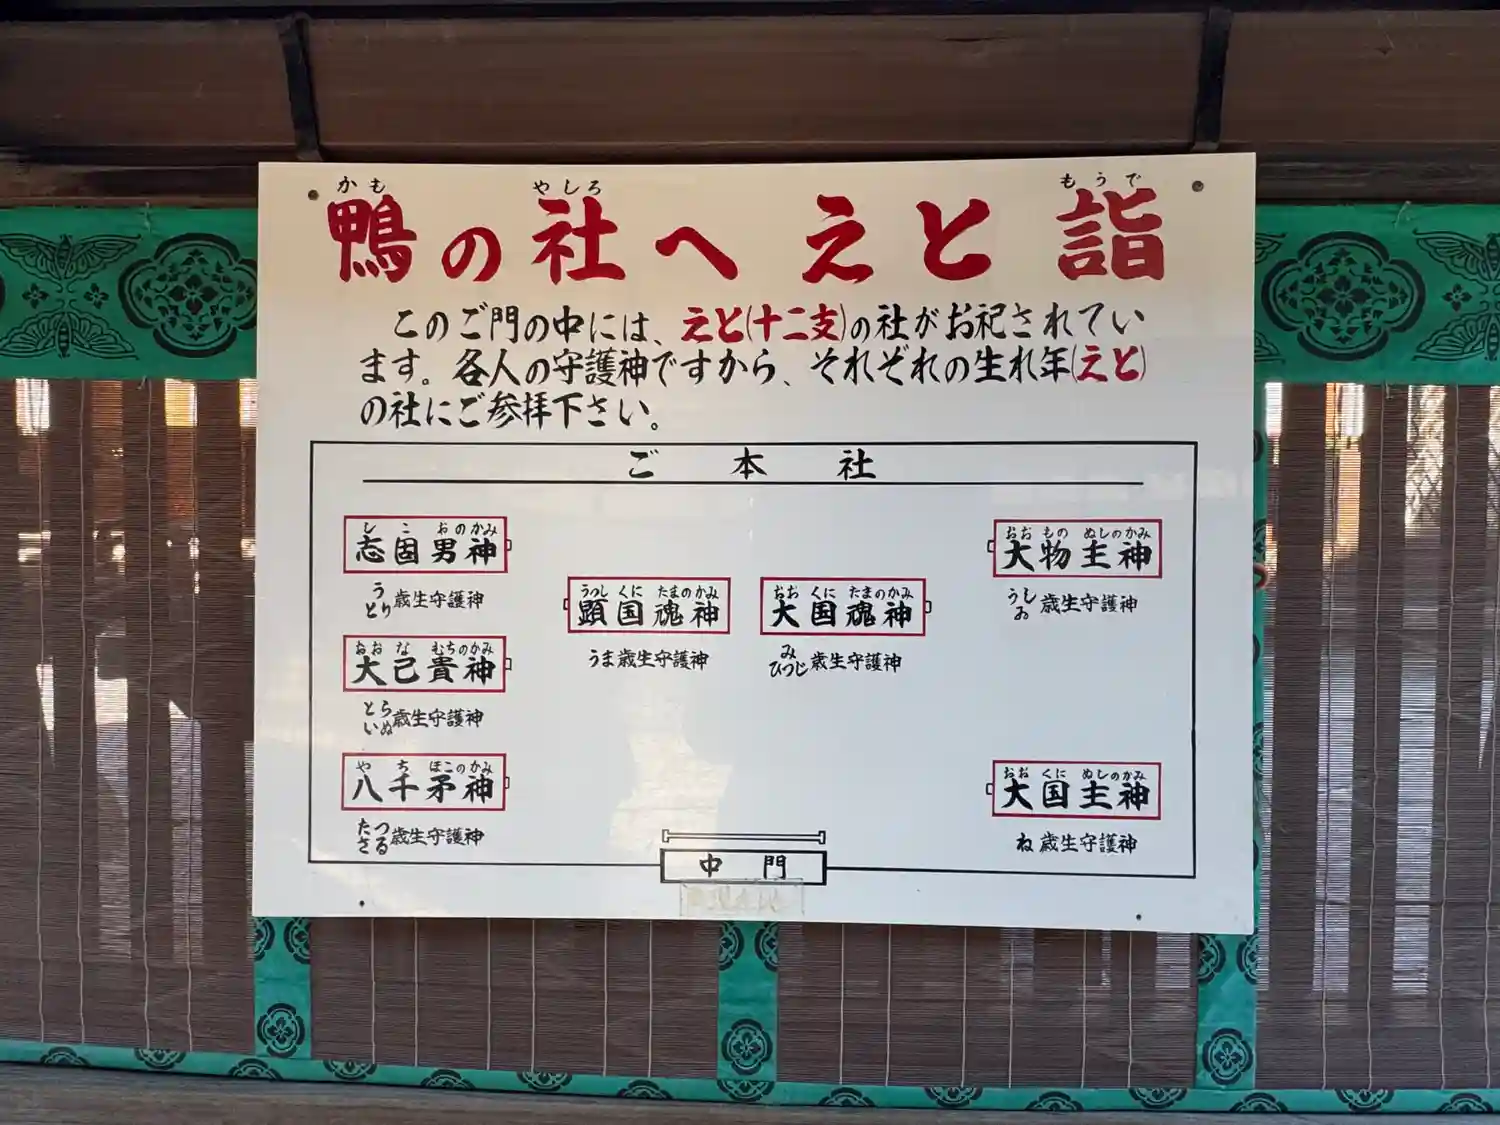 かも やしろ もうで
鴨の社へ えと 詣
このご門の中には、えと(十二支)の社がお祀されてい
ます。各人の守護神ですから、それぞれの生れ年(えと)
の社にご参拝下さい。
ご本社
しこおのかみ
志固男神
うとり歳生守護神
おおなむちのかみ
大己貴神
とらいぬ歳生守護神
やちほこのかみ
八千矛神
たつさる歳生守護神
うつしくにたまのかみ
顕国魂神
うま歳生守護神
おおくにたまのかみ
大国魂神
みひつじ歳生守護神
おおものぬしのかみ
大物主神
うしゐ歳生守護神
おおくにぬしのかみ
大国主神
ね歳生守護神
中門